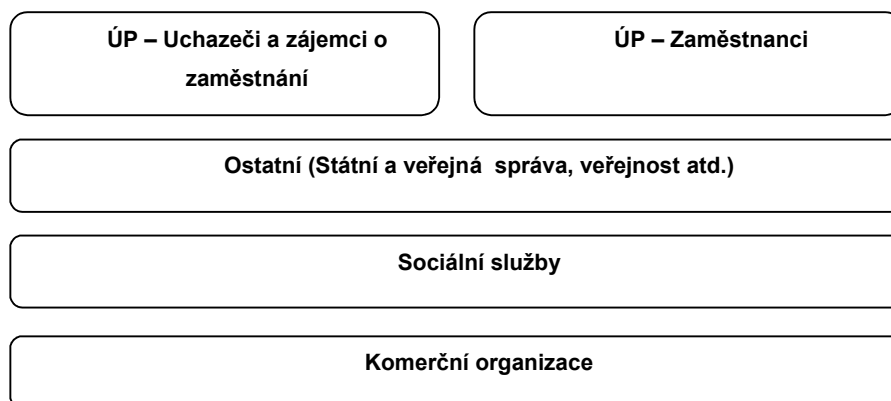 ÚP – Uchazeči a zájemci o
zaměstnání
ÚP – Zaměstnanci
Ostatní (Státní a veřejná  správa, veřejnost atd.)
Sociální služby
Komerční organizace